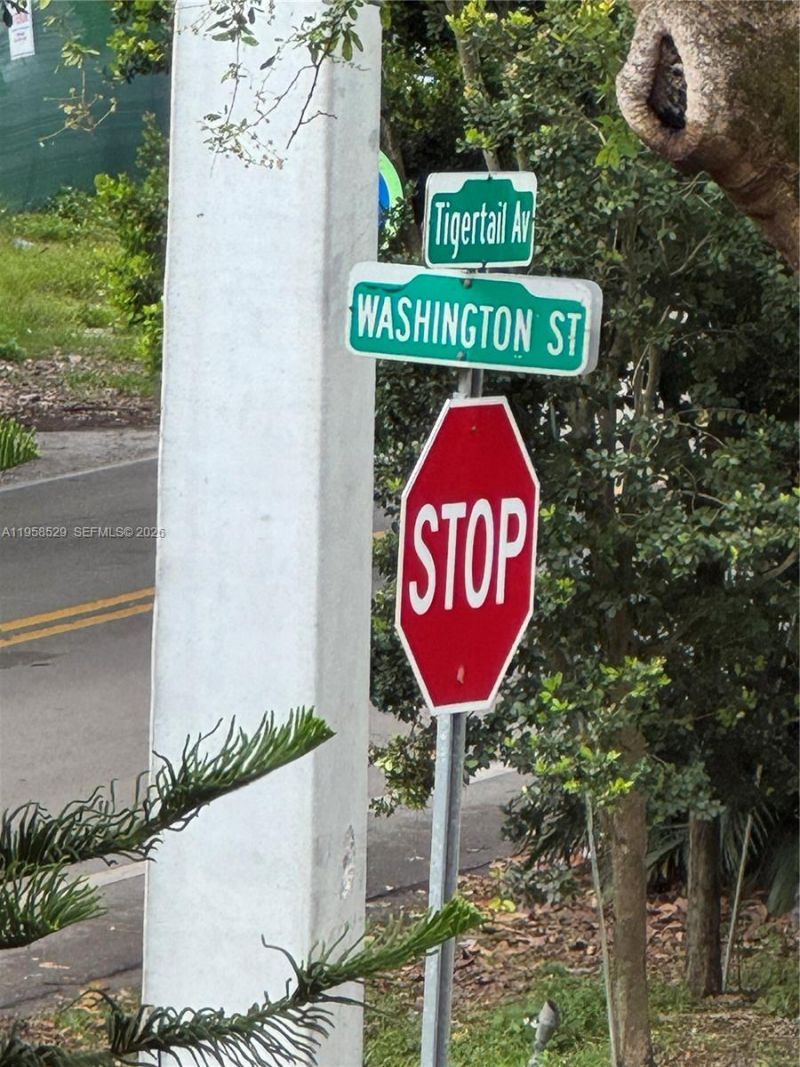 Tigertail Av
WASHINGTON ST
STOP
A11958529 SEFMLS© 2026